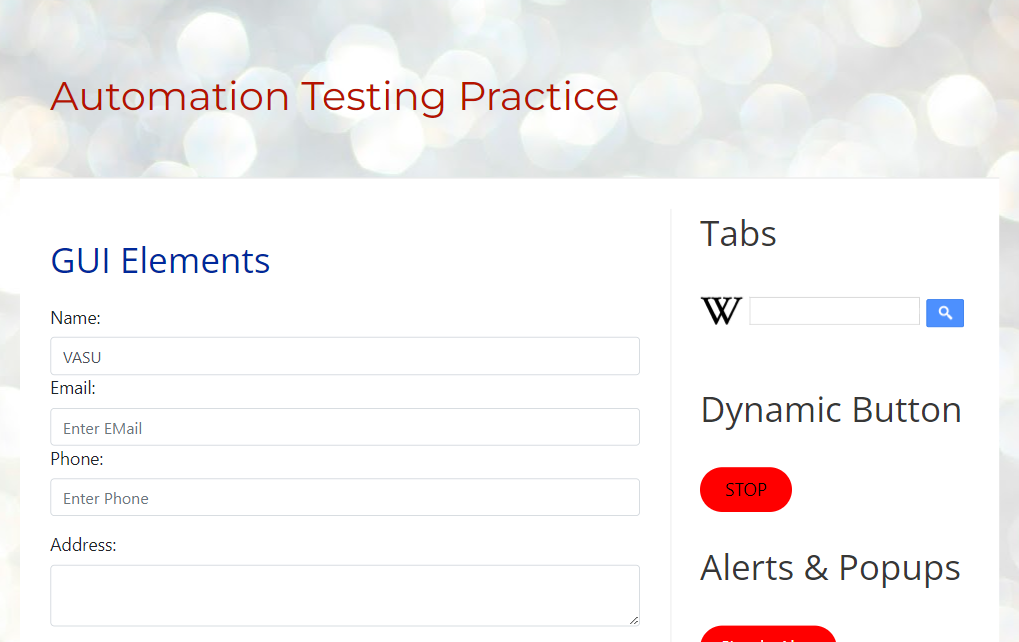 Automation Testing Practice
GUI Elements
Name:
VASU
Email:
Enter EMail
Phone:
Enter Phone
Address:
Tabs
W
Dynamic Button
STOP
Alerts & Popups